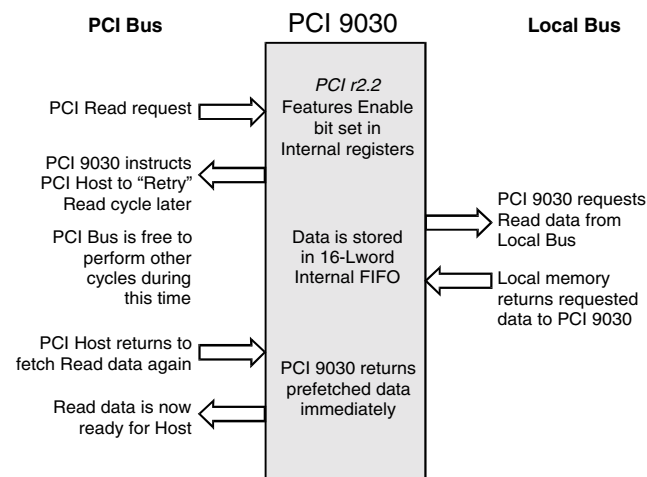 PCI Bus
PCI 9030
Local Bus
PCI r2.2
Features Enable
bit set in
Internal registers
PCI Read request
PCI 9030 instructs
PCI Host to “Retry”
Read cycle later
PCI 9030 requests
Read data from
Local Bus
PCI Bus is free to
perform other
cycles during
this time
Data is stored
in 16-Lword
Internal FIFO
Local memory
returns requested
data to PCI 9030
PCI Host returns to
fetch Read data again
PCI 9030 returns
prefetched data
immediately
Read data is now
ready for Host